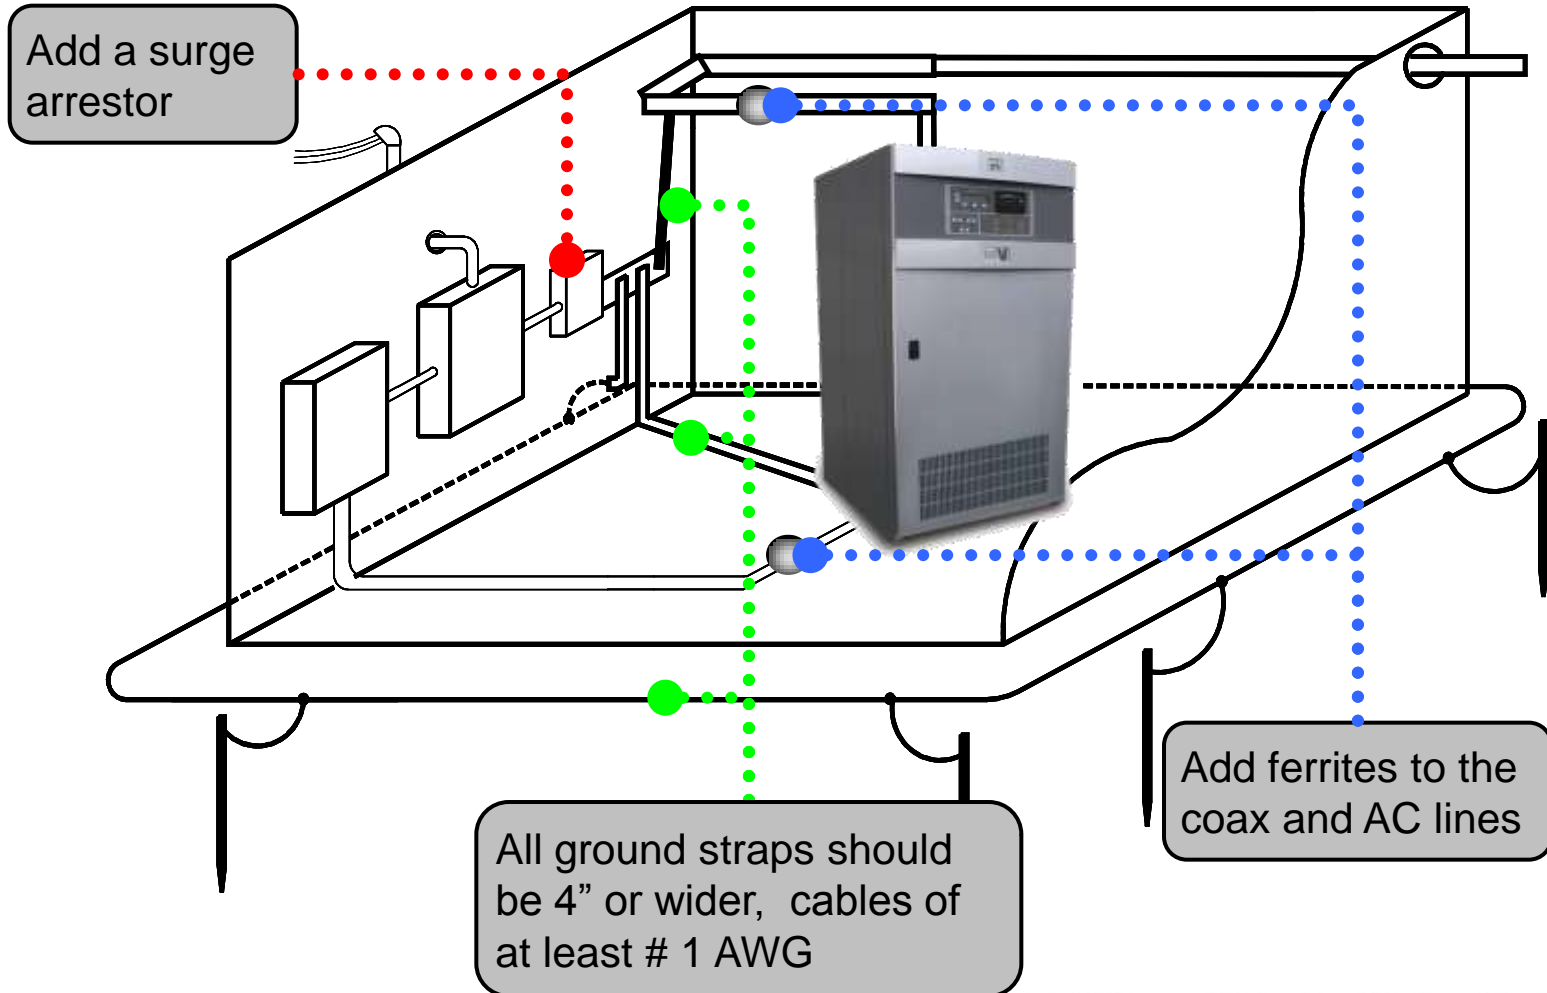 Add a surge
arrestor
Add ferrites to the
coax and AC lines
All ground straps should
be 4” or wider,  cables of
at least # 1 AWG